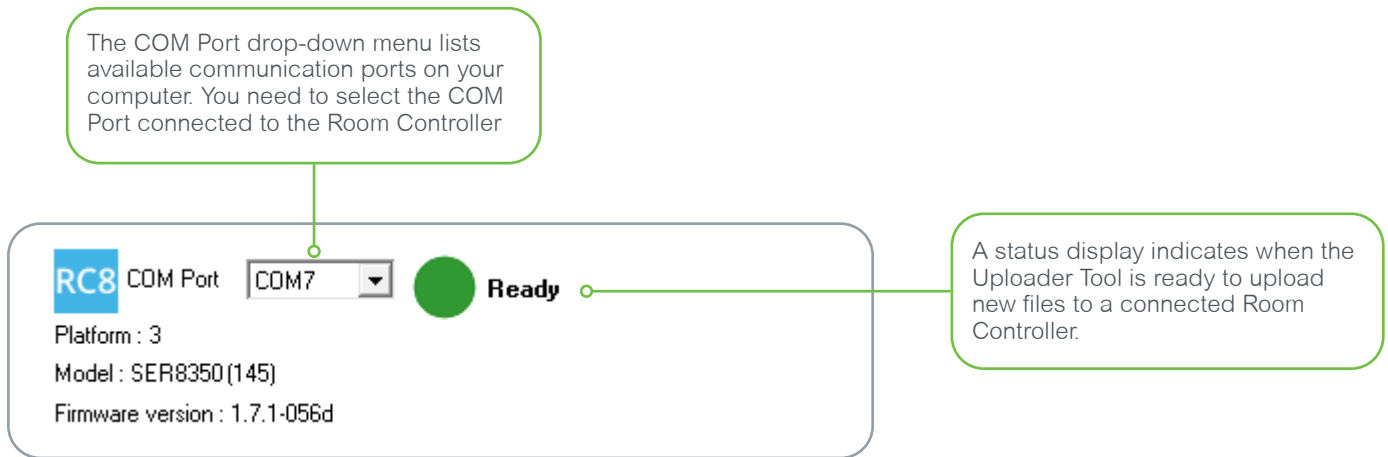 The COM Port drop-down menu lists
available communication ports on your
computer. You need to select the COM
Port connected to the Room Controller
RC8 COM Port COM7 Ready
Platform : 3
Model : SER8350(145)
Firmware version : 1.7.1-056d
A status display indicates when the
Uploader Tool is ready to upload
new files to a connected Room
Controller.